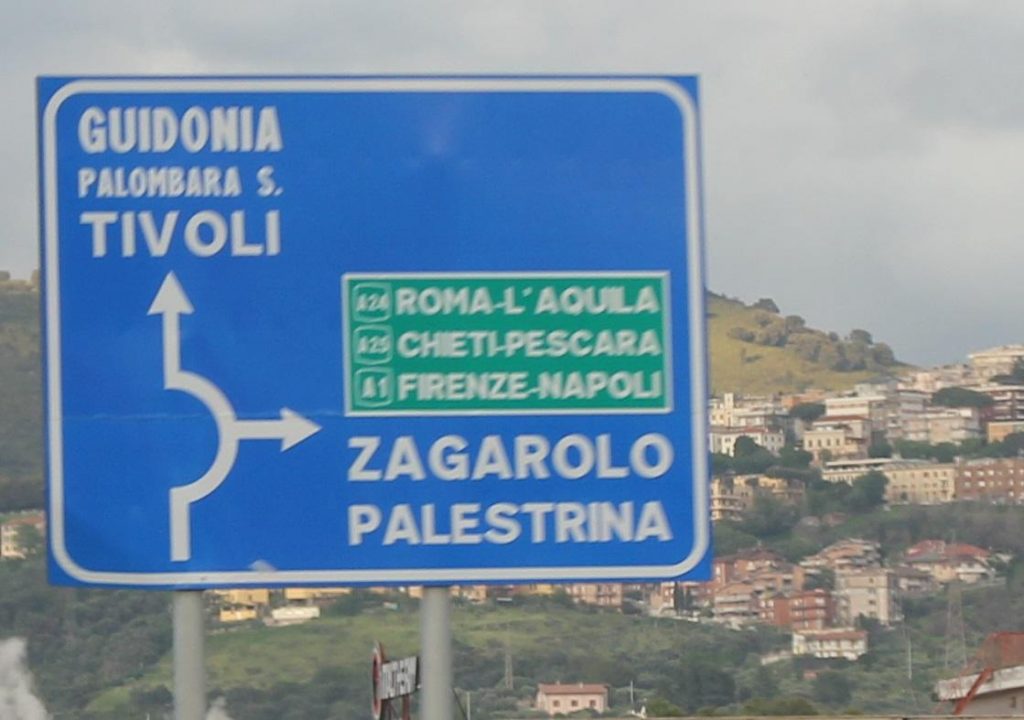 GUIDONIA
PALOMBARA S.
TIVOLI
A24 ROMA-L'AQUILA
A25 CHIETI-PESCARA
A1 FIRENZE-NAPOLI
ZAGAROLO
PALESTRINA